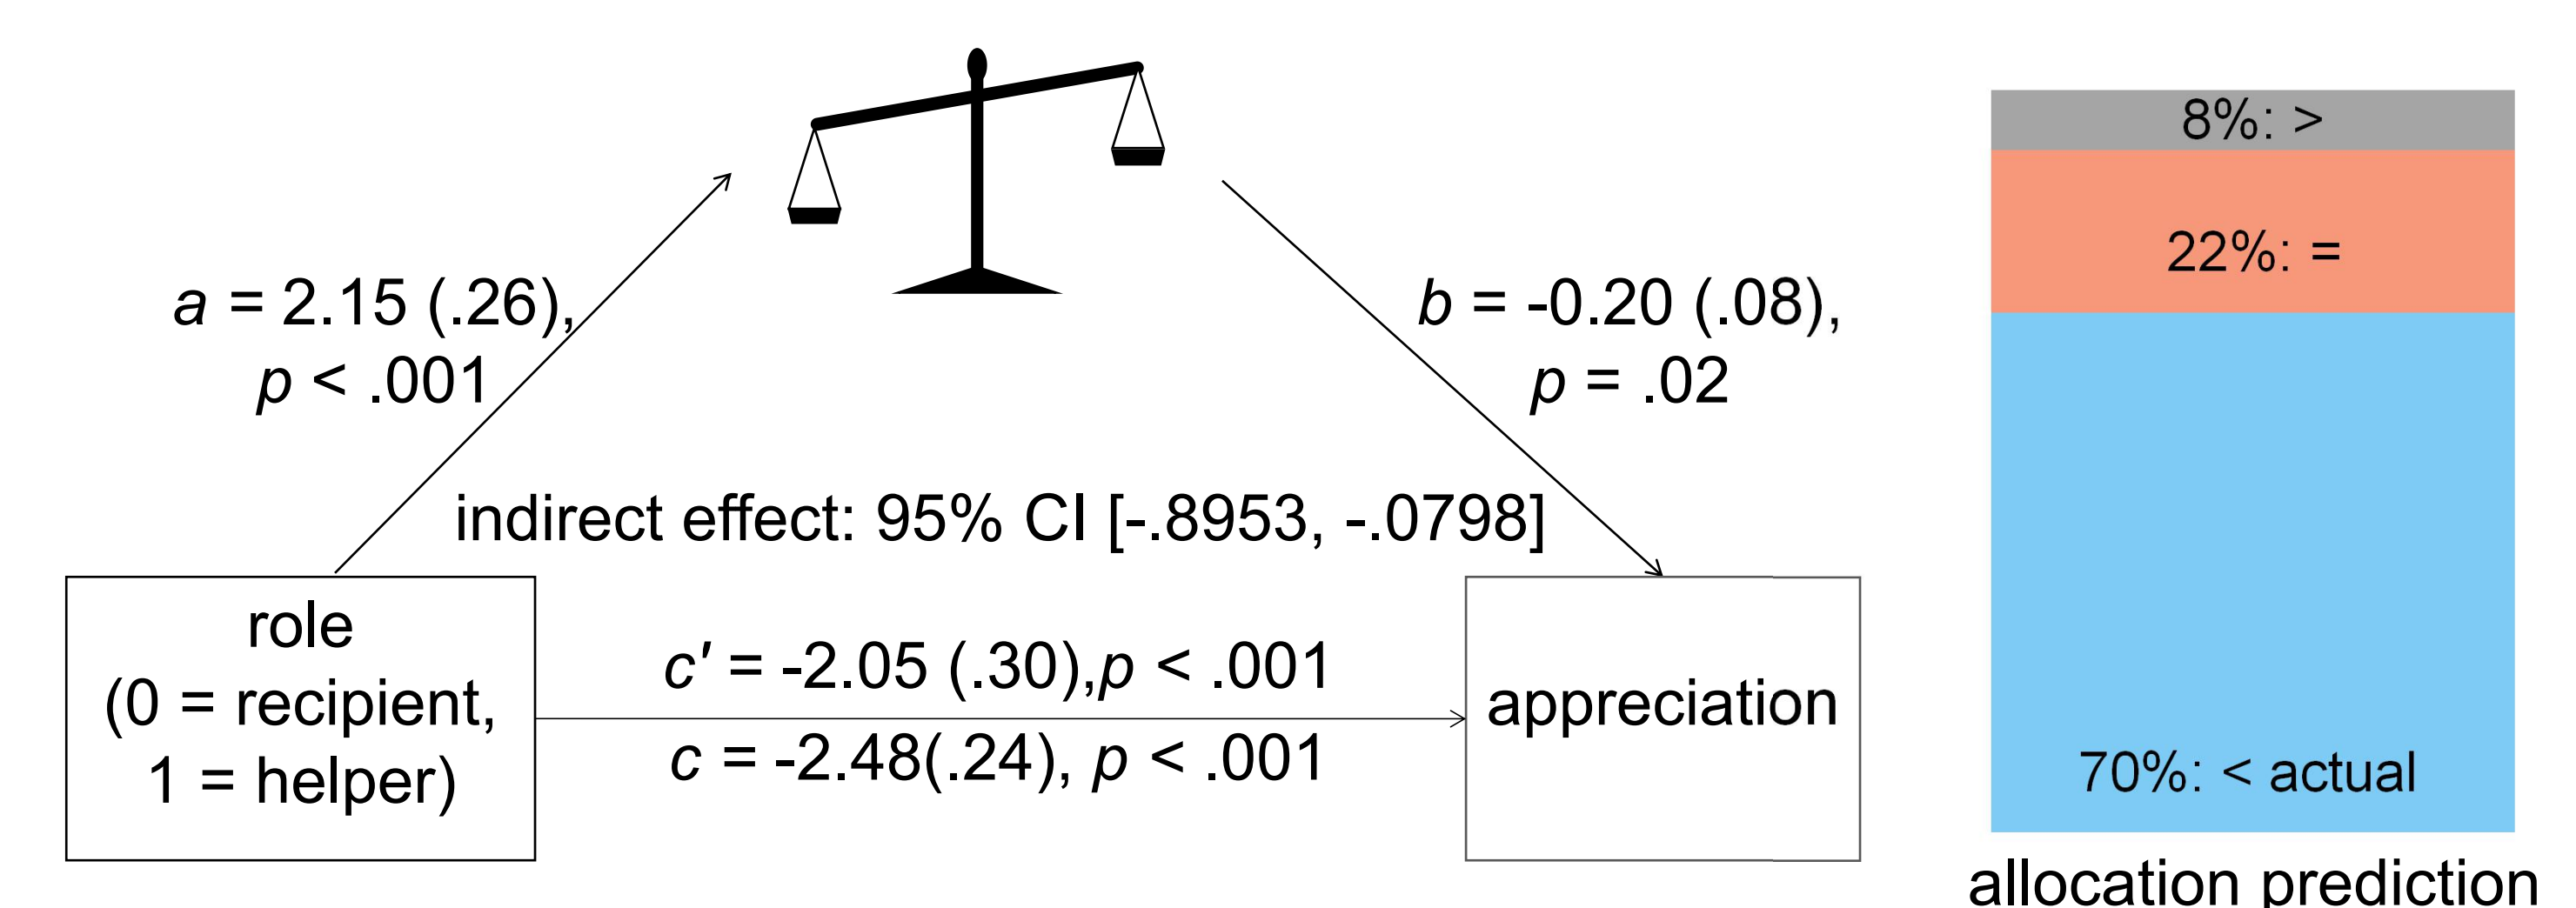 a = 2.15 (.26),
p < .001
b = -0.20 (.08),
p = .02
indirect effect: 95% CI [-.8953, -.0798]
role
(0 = recipient,
1 = helper)
c' = -2.05 (.30),p < .001
c = -2.48(.24), p < .001
appreciation
8%: >
22%: =
70%: < actual
allocation prediction